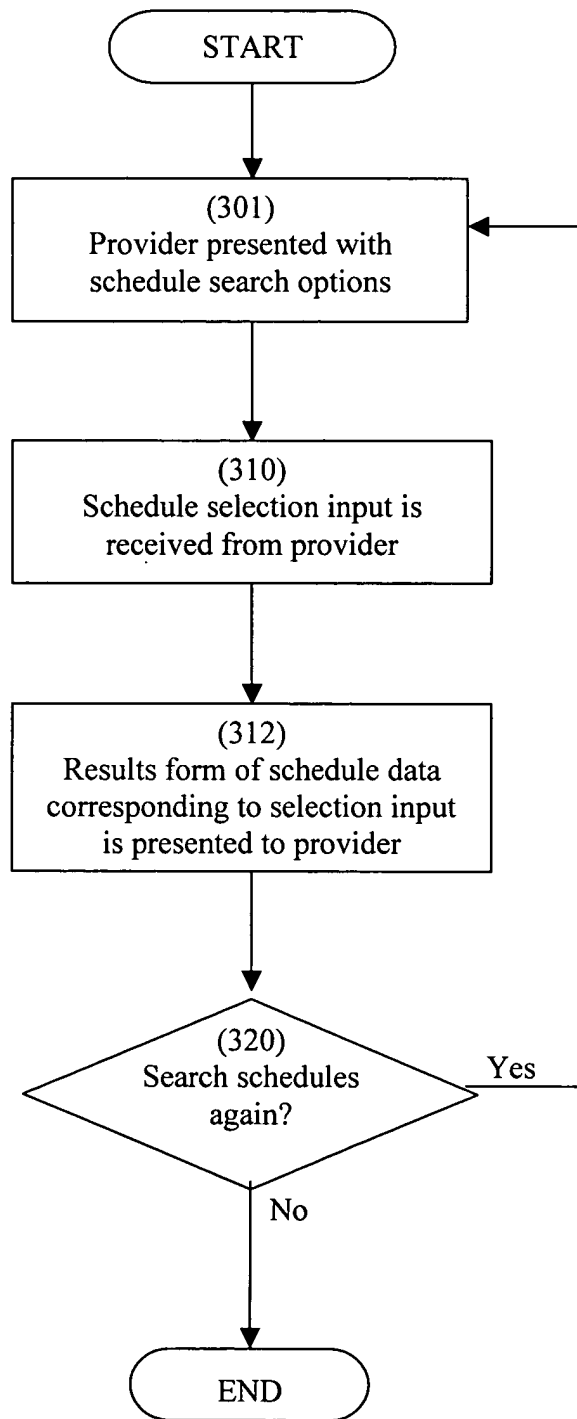 START
(301)
Provider presented with
schedule search options
(310)
Schedule selection input is
received from provider
(312)
Results form of schedule data
corresponding to selection input
is presented to provider
(320)
Search schedules
again?
Yes
No
END